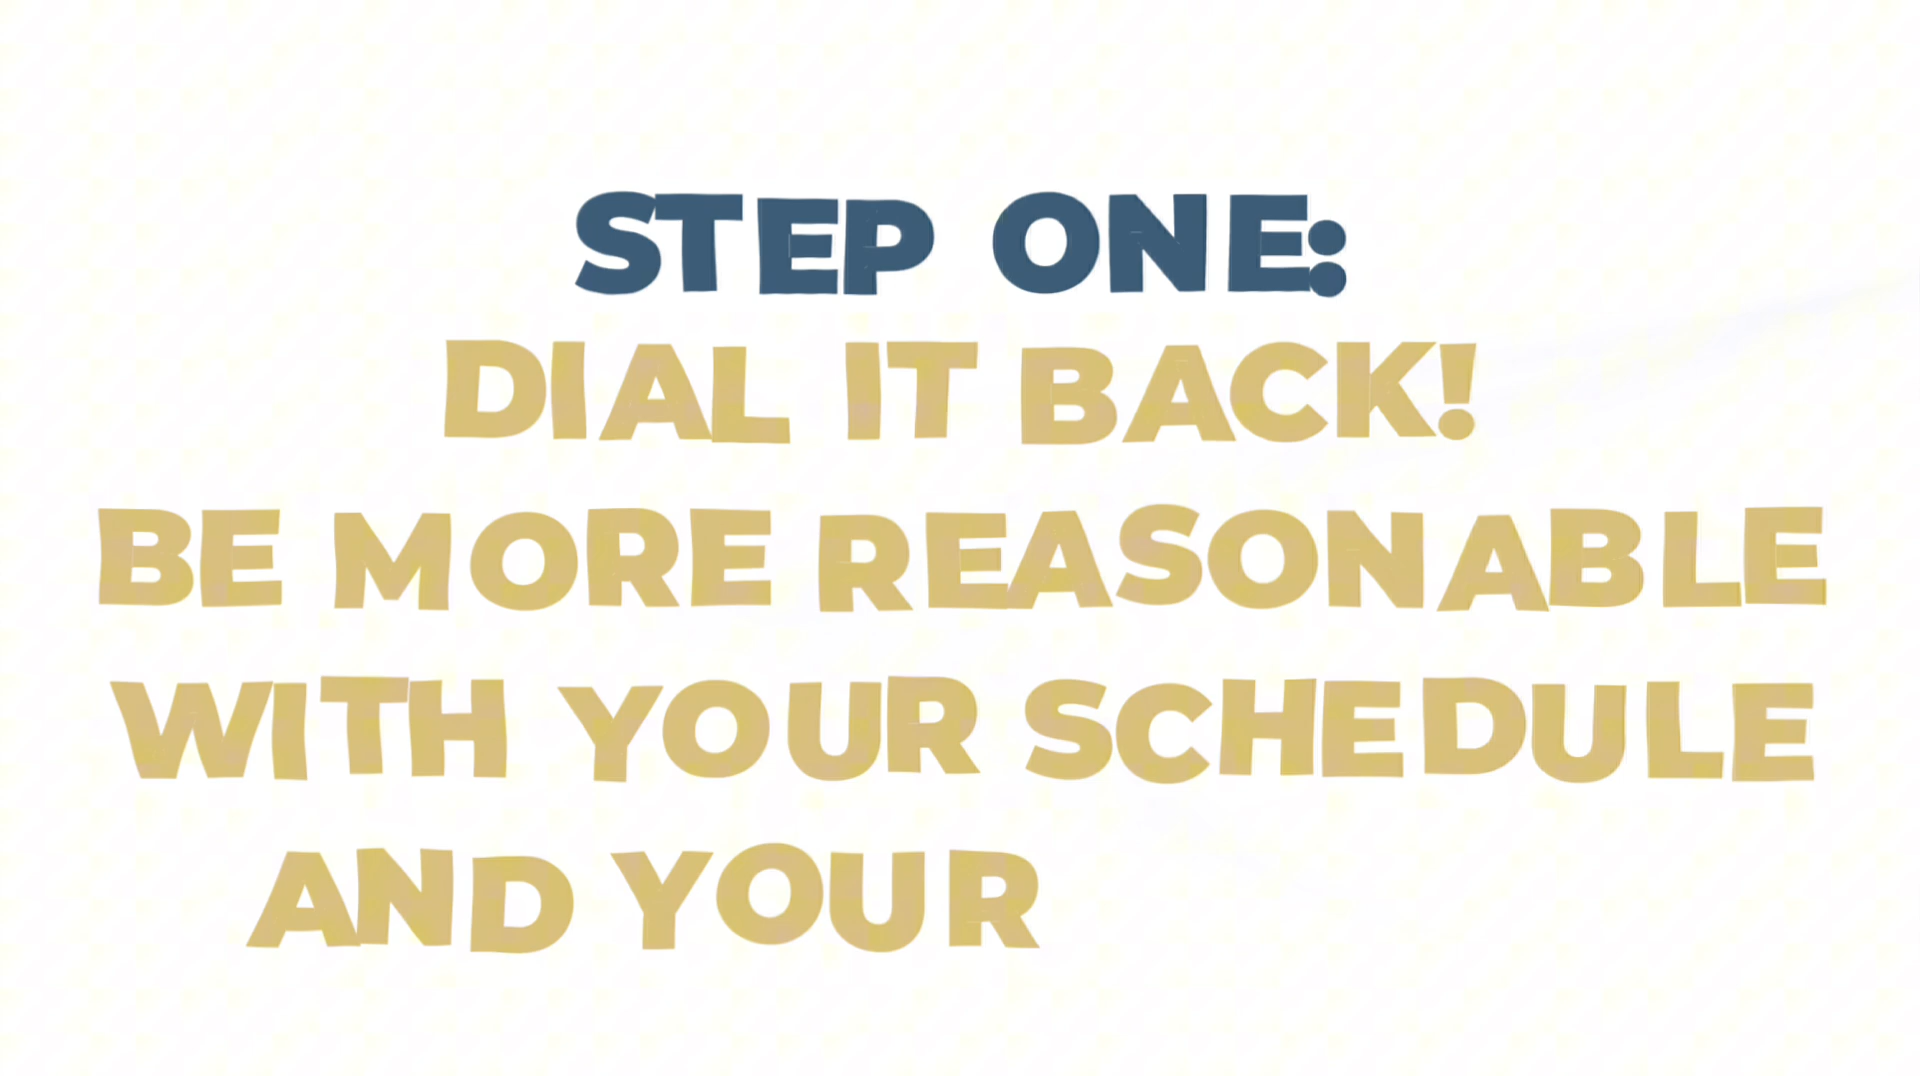 STEP ONE:
DIAL IT BACK!
BE MORE REASONABLE
WITH YOUR SCHEDULE
AND YOUR